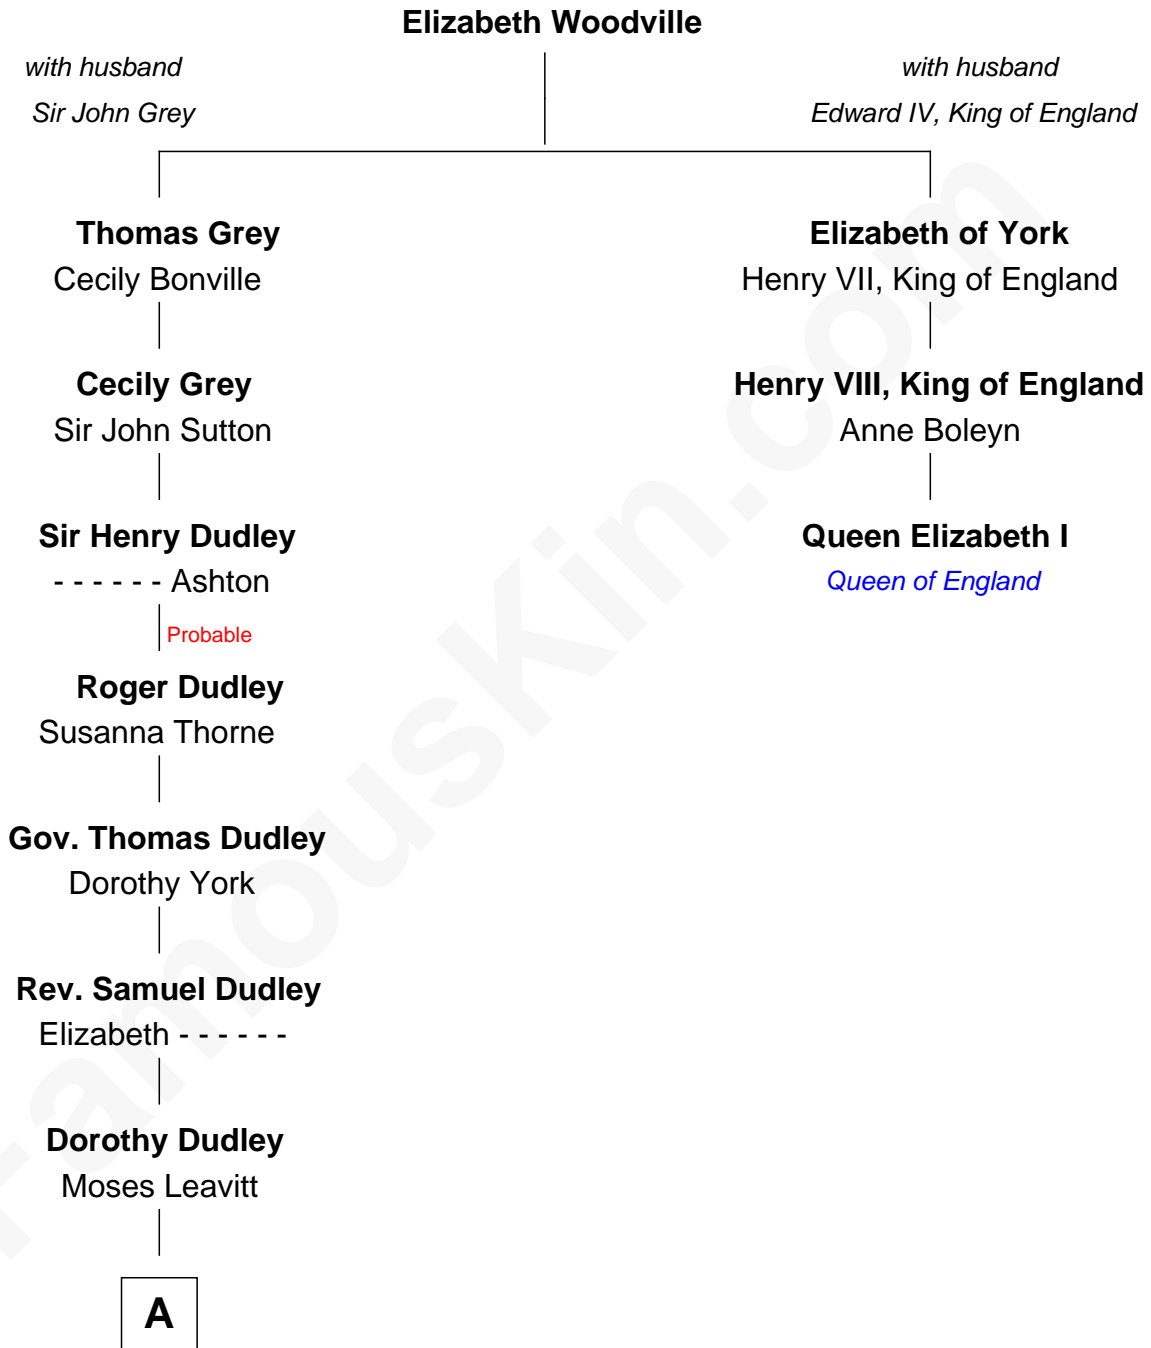 Elizabeth Woodville
with husband
Sir John Grey
with husband
Edward IV, King of England
Thomas Grey
Cecily Bonville
Elizabeth of York
Henry VII, King of England
Cecily Grey
Sir John Sutton
Henry VIII, King of England
Anne Boleyn
Sir Henry Dudley
- - - - - - Ashton
Probable
Queen Elizabeth I
Queen of England
Roger Dudley
Susanna Thorne
Gov. Thomas Dudley
Dorothy York
Rev. Samuel Dudley
Elizabeth - - - - - -
Dorothy Dudley
Moses Leavitt
A
FamousKin.com